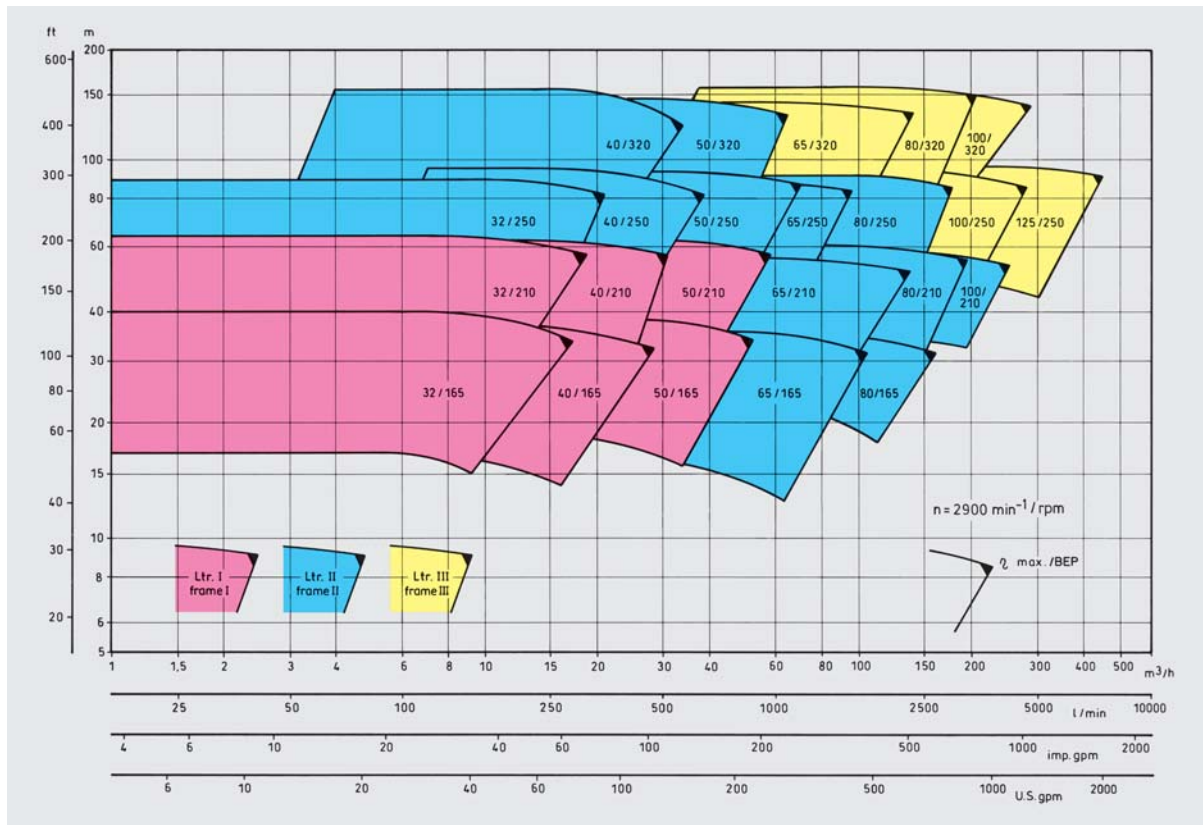 ft m
600
400
300
200
150
100
80
60
40
30
20
200
150
100
80
60
40
30
20
15
10
8
6
5
40/320 50/320 65/320 80/320 100/
320
32/250 40/250 50/250 65/250 80/250 100/250 125/250
32/210 40/210 50/210 65/210 80/210 100/
210
32/165 40/165 50/165 65/165 80/165
n = 2900 min⁻¹/rpm
η max./BEP
Ltr. I
frame I
Ltr. II
frame II
Ltr. III
frame III
1 1,5 2 3 4 6 8 10 15 20 30 40 60 80 100 150 200 300 400 500
m³/h
25 50 100 250 500 1000 2500 5000 10000
l/min
4 6 10 20 40 60 100 200 500 1000 2000
imp.gpm
6 10 20 40 60 100 200 500 1000 2000
U.S. gpm